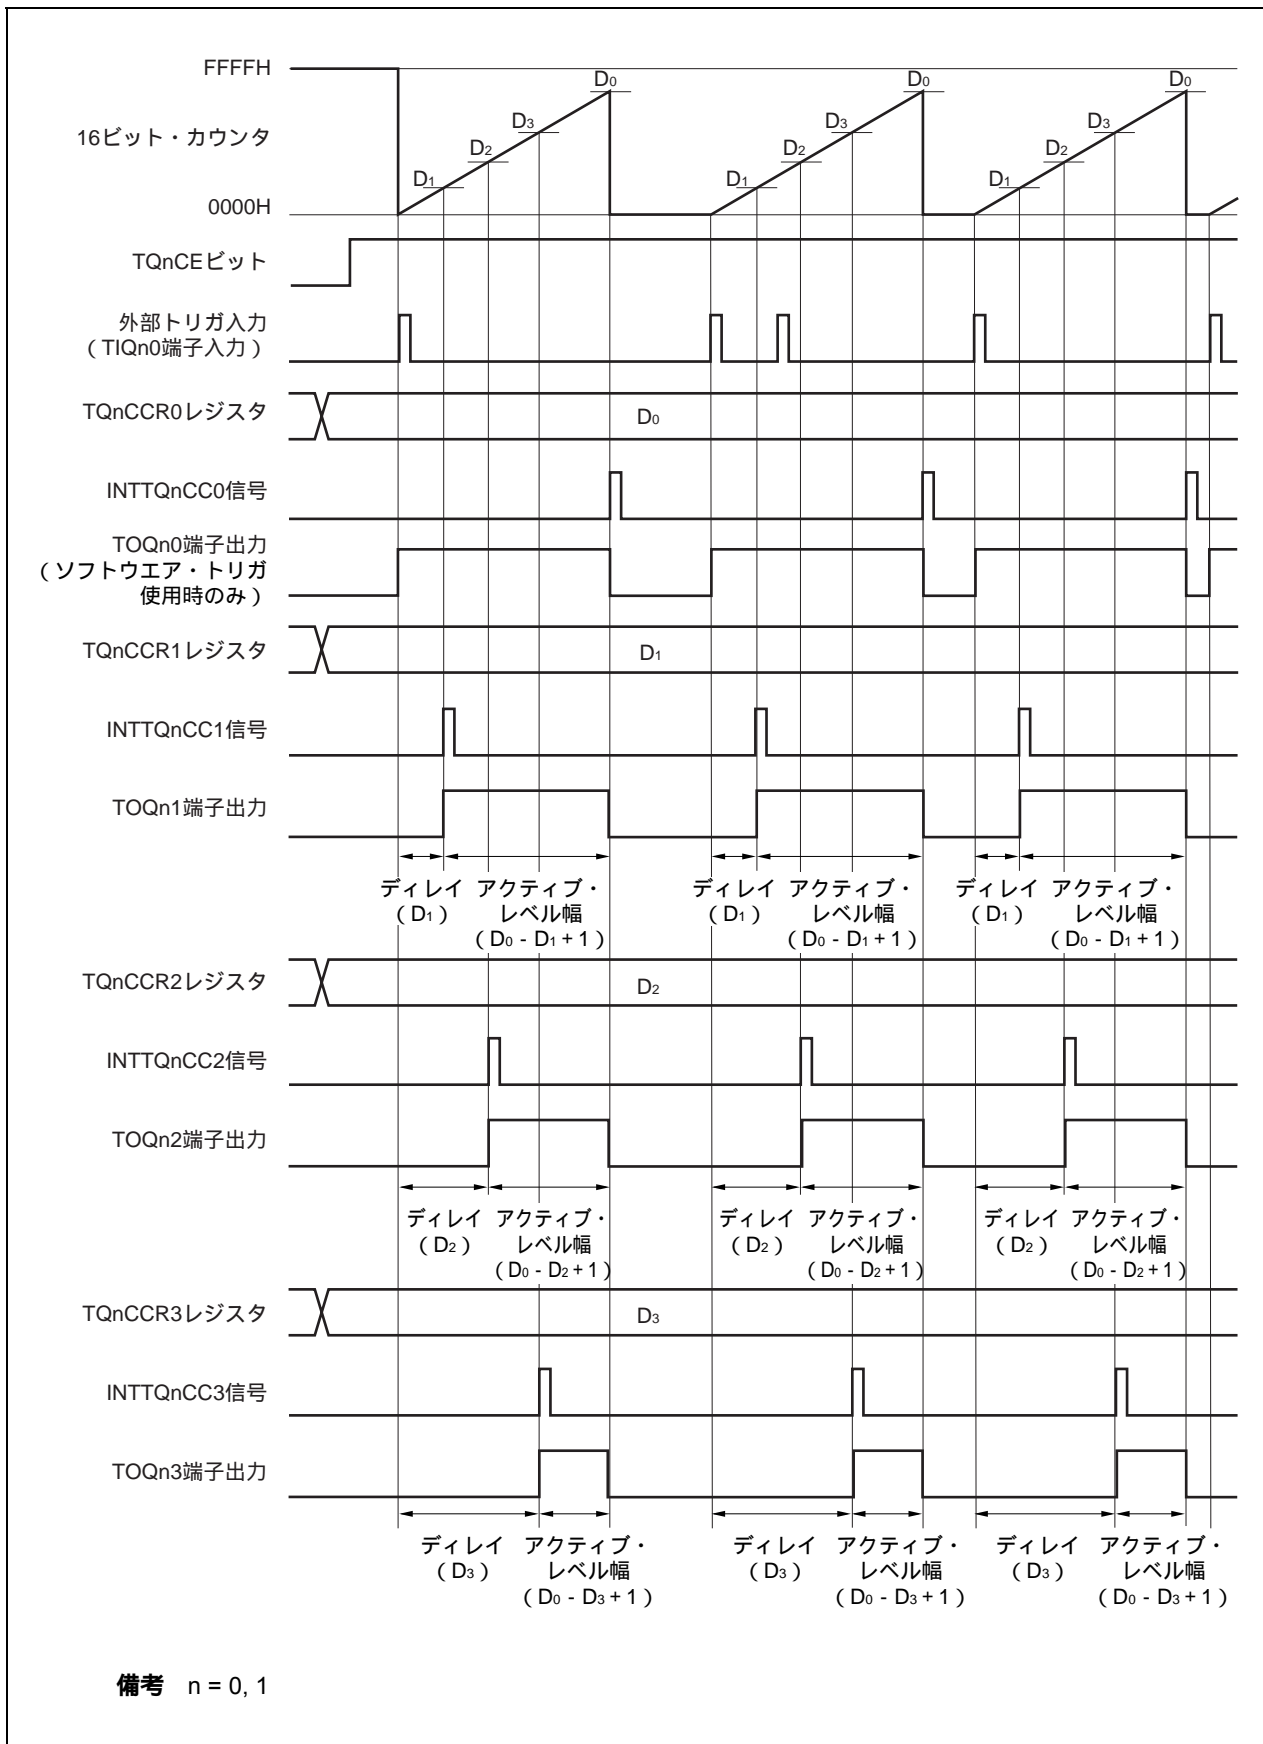 FFFFH
D0 D0 D0
D3 D3 D3
16ビット・カウンタ
D2 D2 D2
D1 D1 D1
0000H
TQnCEビット
外部トリガ入力
（TIQn0端子入力）
TQnCCR0レジスタ
D0
INTTQnCC0信号
TOQn0端子出力
（ソフトウエア・トリガ
使用時のみ）
TQnCCR1レジスタ
D1
INTTQnCC1信号
TOQn1端子出力
ディレイ アクティブ・ ディレイ アクティブ・ ディレイ アクティブ・
（D1） レベル幅 （D1） レベル幅 （D1） レベル幅
（D0 - D1 + 1） （D0 - D1 + 1） （D0 - D1 + 1）
TQnCCR2レジスタ
D2
INTTQnCC2信号
TOQn2端子出力
ディレイ アクティブ・ ディレイ アクティブ・ ディレイ アクティブ・
（D2） レベル幅 （D2） レベル幅 （D2） レベル幅
（D0 - D2 + 1） （D0 - D2 + 1） （D0 - D2 + 1）
TQnCCR3レジスタ
D3
INTTQnCC3信号
TOQn3端子出力
ディレイ アクティブ・ ディレイ アクティブ・ ディレイ アクティブ・
（D3） レベル幅 （D3） レベル幅 （D3） レベル幅
（D0 - D3 + 1） （D0 - D3 + 1） （D0 - D3 + 1）
備考 n = 0, 1